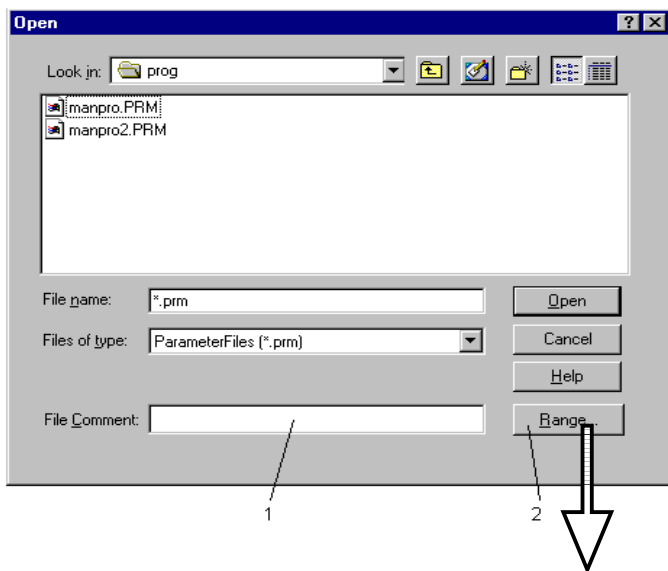 Open
Look in: prog
manpro.PRM
manpro2.PRM
File name: *.prm Open
Files of type: ParameterFiles (*.prm) Cancel
Help
File Comment: Range...
1 2